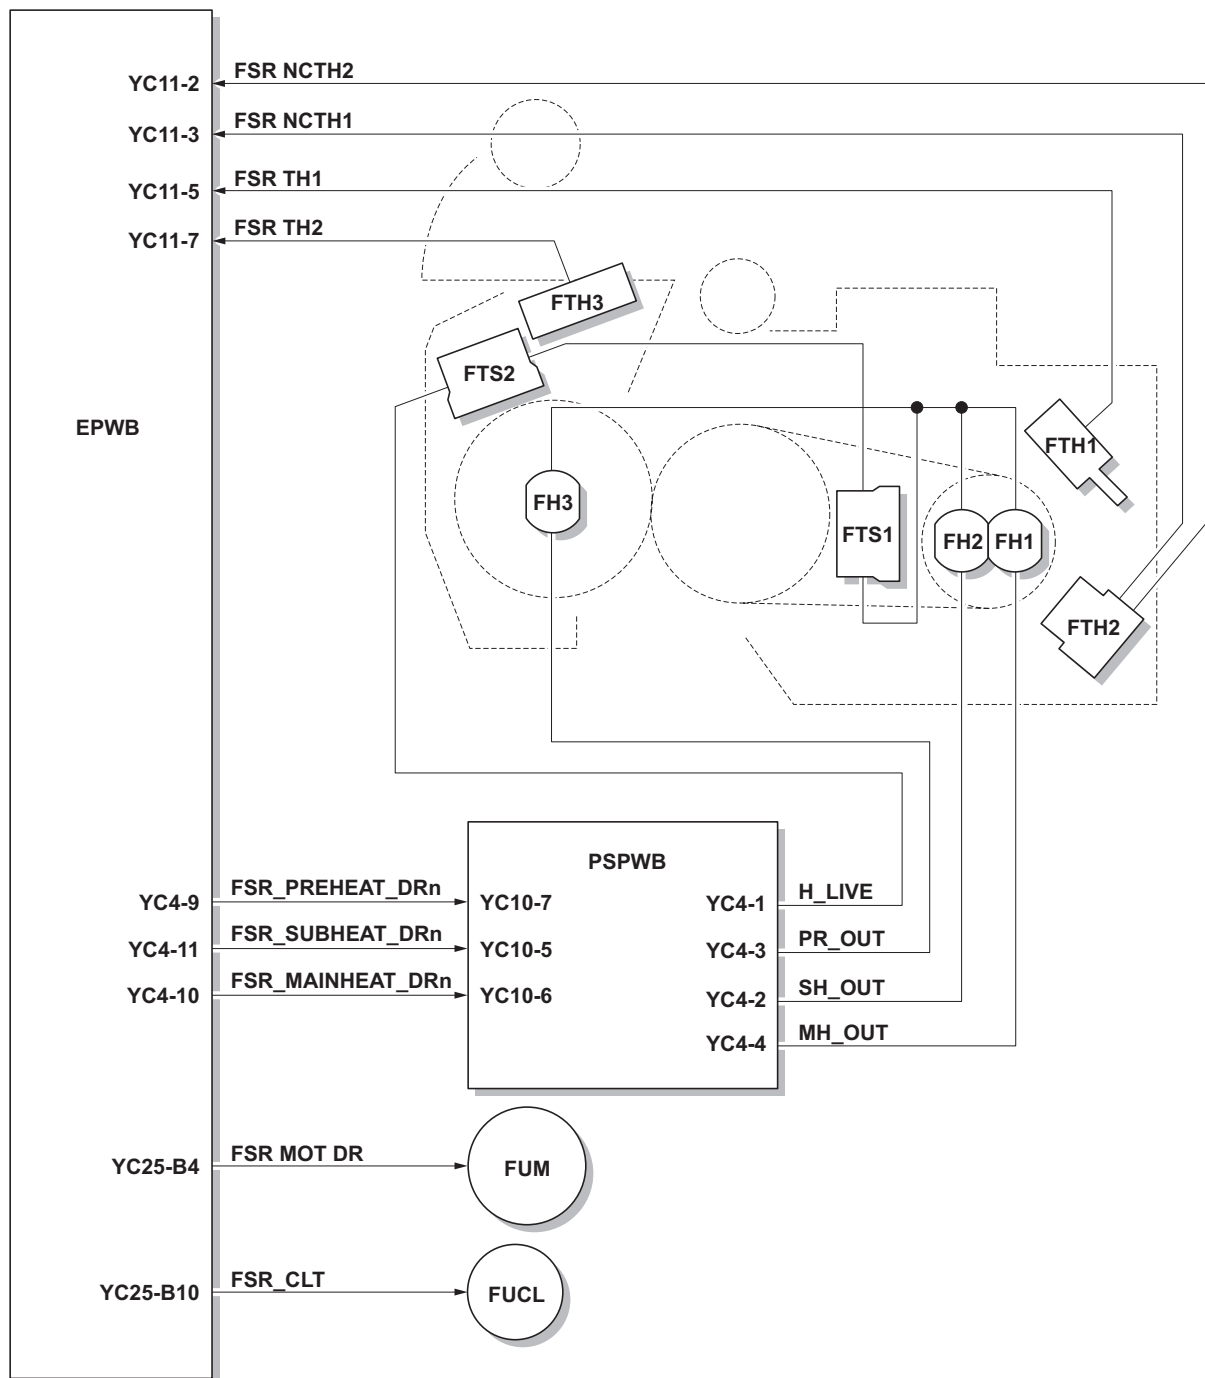 YC11-2 FSR NCTH2
YC11-3 FSR NCTH1
YC11-5 FSR TH1
YC11-7 FSR TH2
FTH3
FTS2
EPWB
FTH1
FH3
FTS1
FH2 FH1
FTH2
PSPWB
YC4-9 FSR_PREHEAT_DRn YC10-7 YC4-1 H_LIVE
YC4-11 FSR_SUBHEAT_DRn YC10-5 YC4-3 PR_OUT
YC4-10 FSR_MAINHEAT_DRn YC10-6 YC4-2 SH_OUT
YC4-4 MH_OUT
YC25-B4 FSR MOT DR FUM
YC25-B10 FSR_CLT FUCL